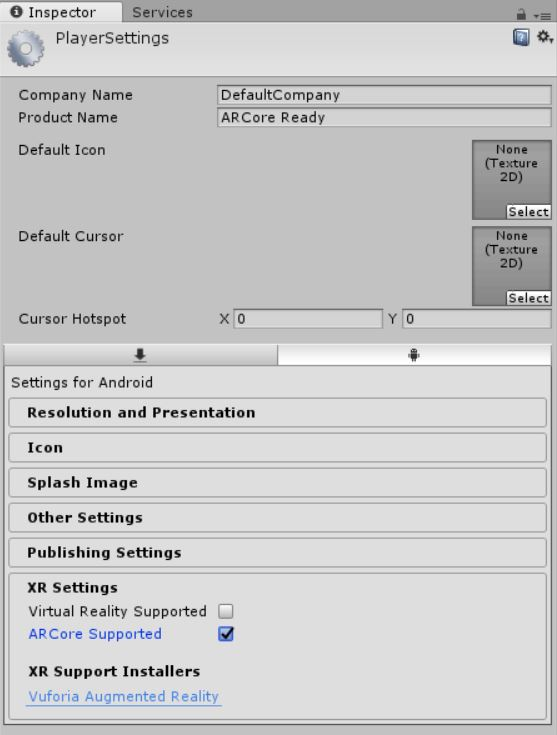 Inspector Services
PlayerSettings
Company Name DefaultCompany
Product Name ARCore Ready
Default Icon
None
(Texture
2D)
Select
Default Cursor
None
(Texture
2D)
Select
Cursor Hotspot X 0 Y 0
Settings for Android
Resolution and Presentation
Icon
Splash Image
Other Settings
Publishing Settings
XR Settings
Virtual Reality Supported
ARCore Supported
XR Support Installers
Vuforia Augmented Reality